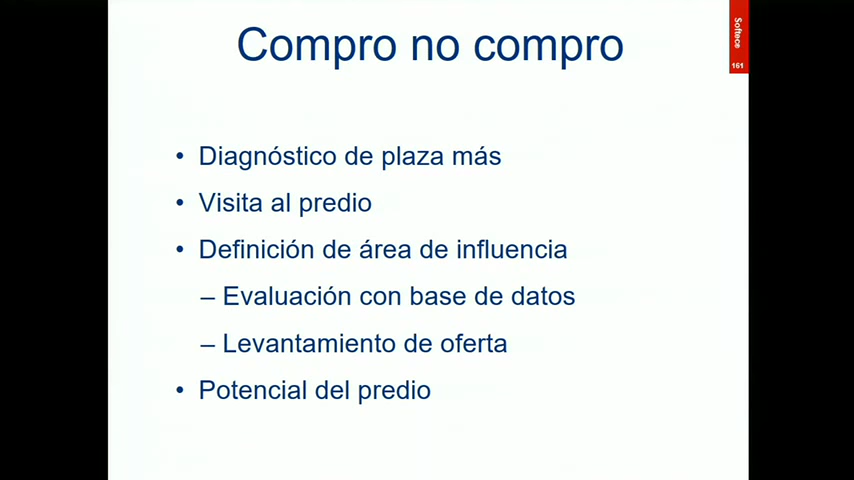 Compro no compro
Softece
161
• Diagnóstico de plaza más
• Visita al predio
• Definición de área de influencia
– Evaluación con base de datos
– Levantamiento de oferta
• Potencial del predio